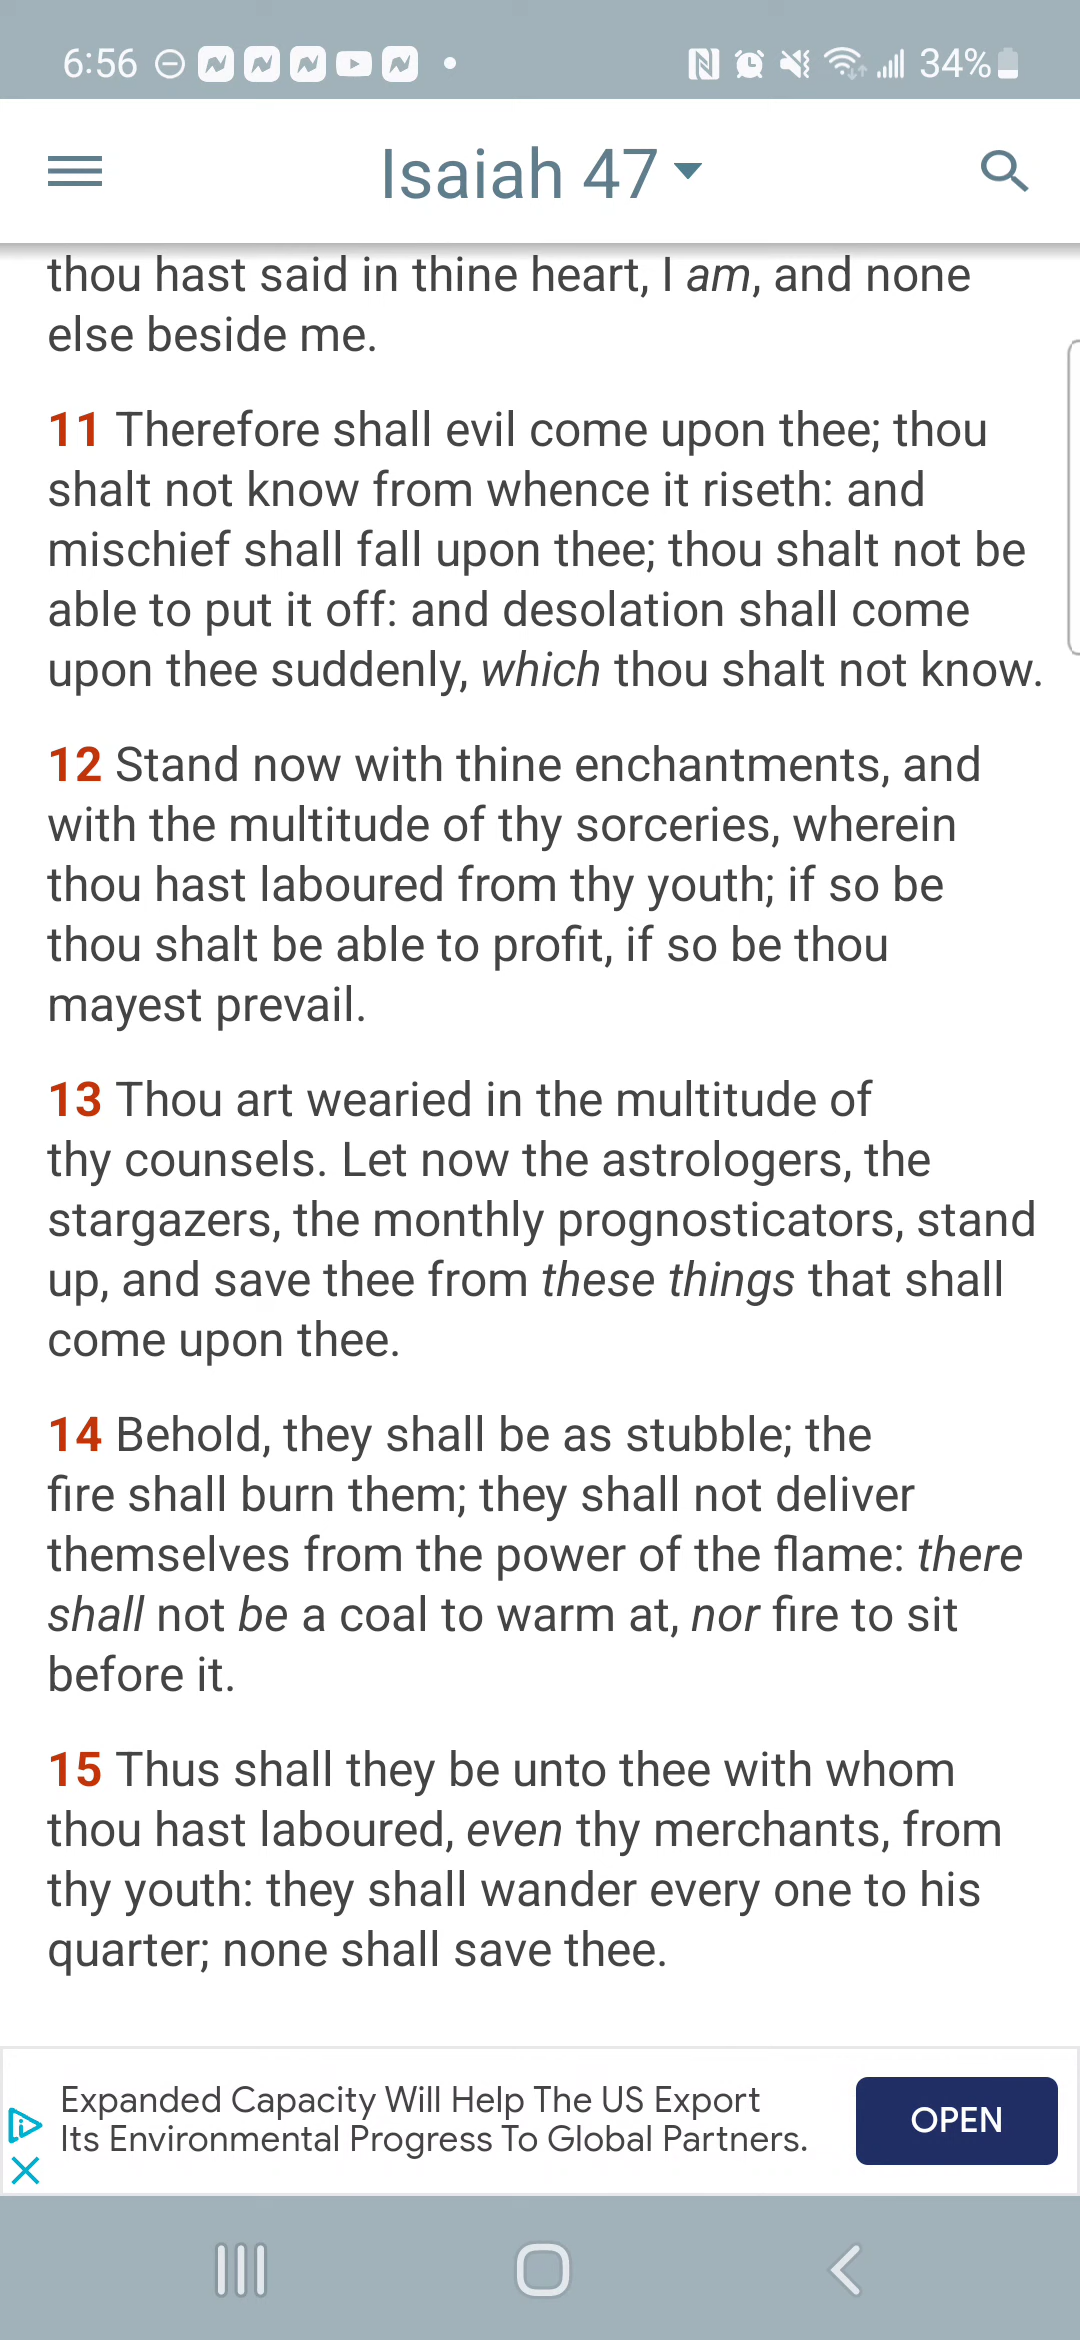 6:56
34%
Isaiah 47
thou hast said in thine heart, I am, and none
else beside me.
11 Therefore shall evil come upon thee; thou
shalt not know from whence it riseth: and
mischief shall fall upon thee; thou shalt not be
able to put it off: and desolation shall come
upon thee suddenly, which thou shalt not know.
12 Stand now with thine enchantments, and
with the multitude of thy sorceries, wherein
thou hast laboured from thy youth; if so be
thou shalt be able to profit, if so be thou
mayest prevail.
13 Thou art wearied in the multitude of
thy counsels. Let now the astrologers, the
stargazers, the monthly prognosticators, stand
up, and save thee from these things that shall
come upon thee.
14 Behold, they shall be as stubble; the
fire shall burn them; they shall not deliver
themselves from the power of the flame: there
shall not be a coal to warm at, nor fire to sit
before it.
15 Thus shall they be unto thee with whom
thou hast laboured, even thy merchants, from
thy youth: they shall wander every one to his
quarter; none shall save thee.
Expanded Capacity Will Help The US Export
Its Environmental Progress To Global Partners.
OPEN